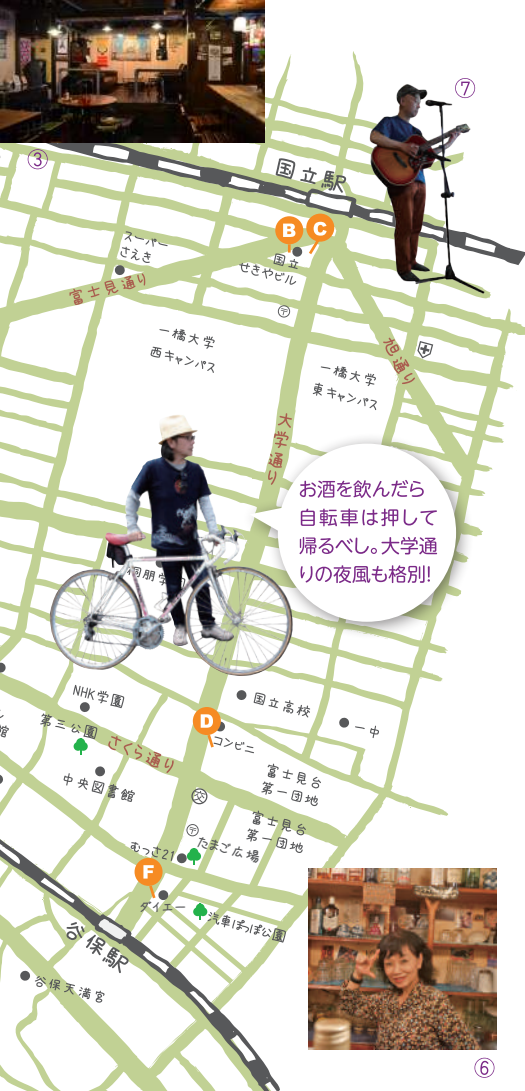 ③
⑦
国立駅
B
C
スーパー
さえき
国立
せきやビル
富士見通り
〒
一橋大学
西キャンパス
旭通り
一橋大学
東キャンパス
大学通り
お酒を飲んだら
自転車は押して
帰るべし。大学通
りの夜風も格別!
桐朋学
NHK学園
国立高校
D
一中
第三公園
コンビニ
さくら通り
館
中央図書館
富士見台
第一団地
交
富士見台
第一団地
〒
たまご広場
むっさ21
F
ダイエー
汽車ぽっぽ公園
谷保駅
谷保天満宮
⑥